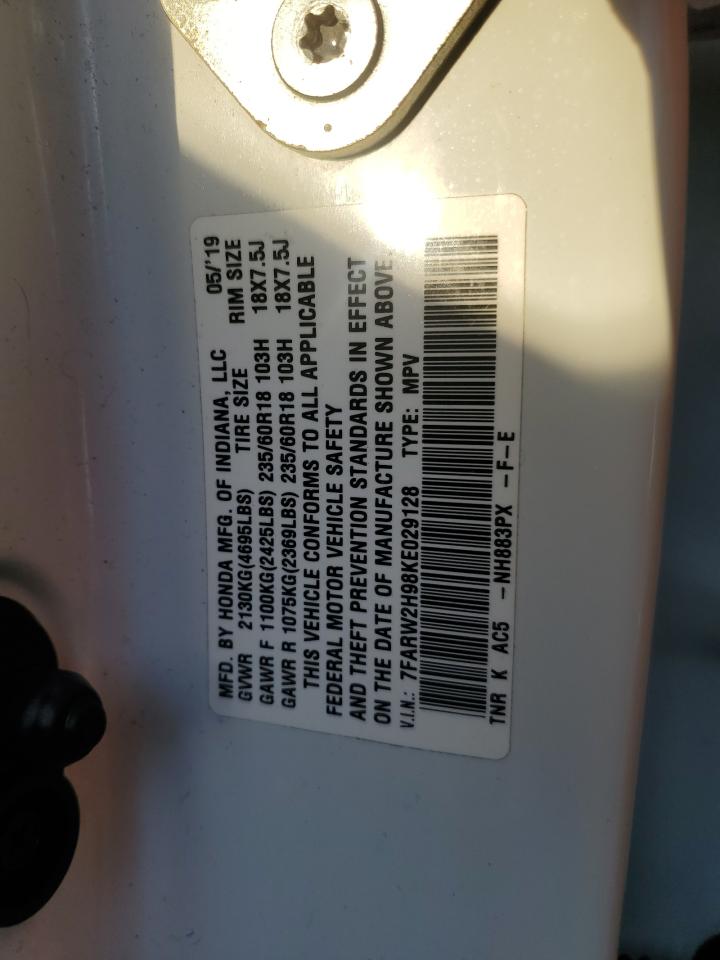 MFD. BY HONDA MFG. OF INDIANA, LLC 05/'19
GVWR 2130KG(4695LBS) TIRE SIZE RIM SIZE
GAWR F 1100KG(2425LBS) 235/60R18 103H 18X7.5J
GAWR R 1075KG(2369LBS) 235/60R18 103H 18X7.5J
THIS VEHICLE CONFORMS TO ALL APPLICABLE
FEDERAL MOTOR VEHICLE SAFETY
AND THEFT PREVENTION STANDARDS IN EFFECT
ON THE DATE OF MANUFACTURE SHOWN ABOVE.
V.I.N.: 7FARW2H98KE029128 TYPE: MPV
TNR K AC5 -NH883PX -F-E